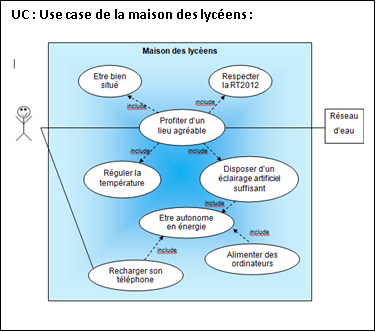 UC : Use case de la maison des lycéens :
Maison des lycéens
Etre bien
situé
Respecter
la RT2012
include
include
Profiter d'un
lieu agréable
Réseau
d'eau
include
include
Réguler la
température
Disposer d'un
éclairage artificiel
suffisant
include
Etre autonome
en énergie
include
include
Recharger son
téléphone
Alimenter des
ordinateurs